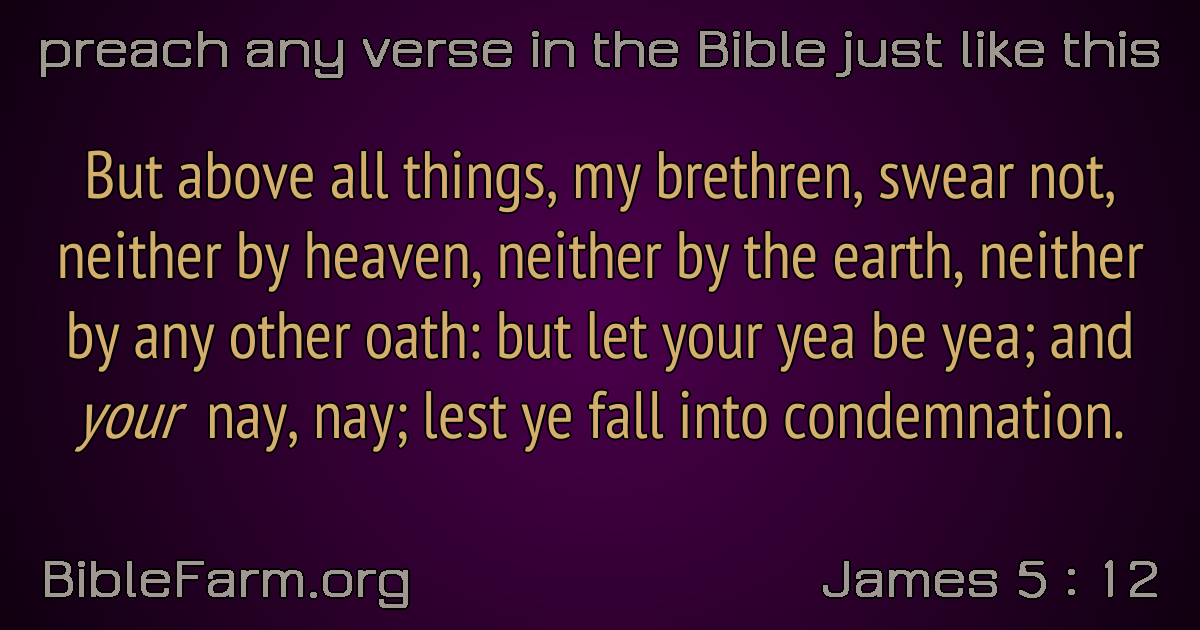 preach any verse in the Bible just like this
But above all things, my brethren, swear not,
neither by heaven, neither by the earth, neither
by any other oath: but let your yea be yea; and
your nay, nay; lest ye fall into condemnation.
BibleFarm.org
James 5 : 12